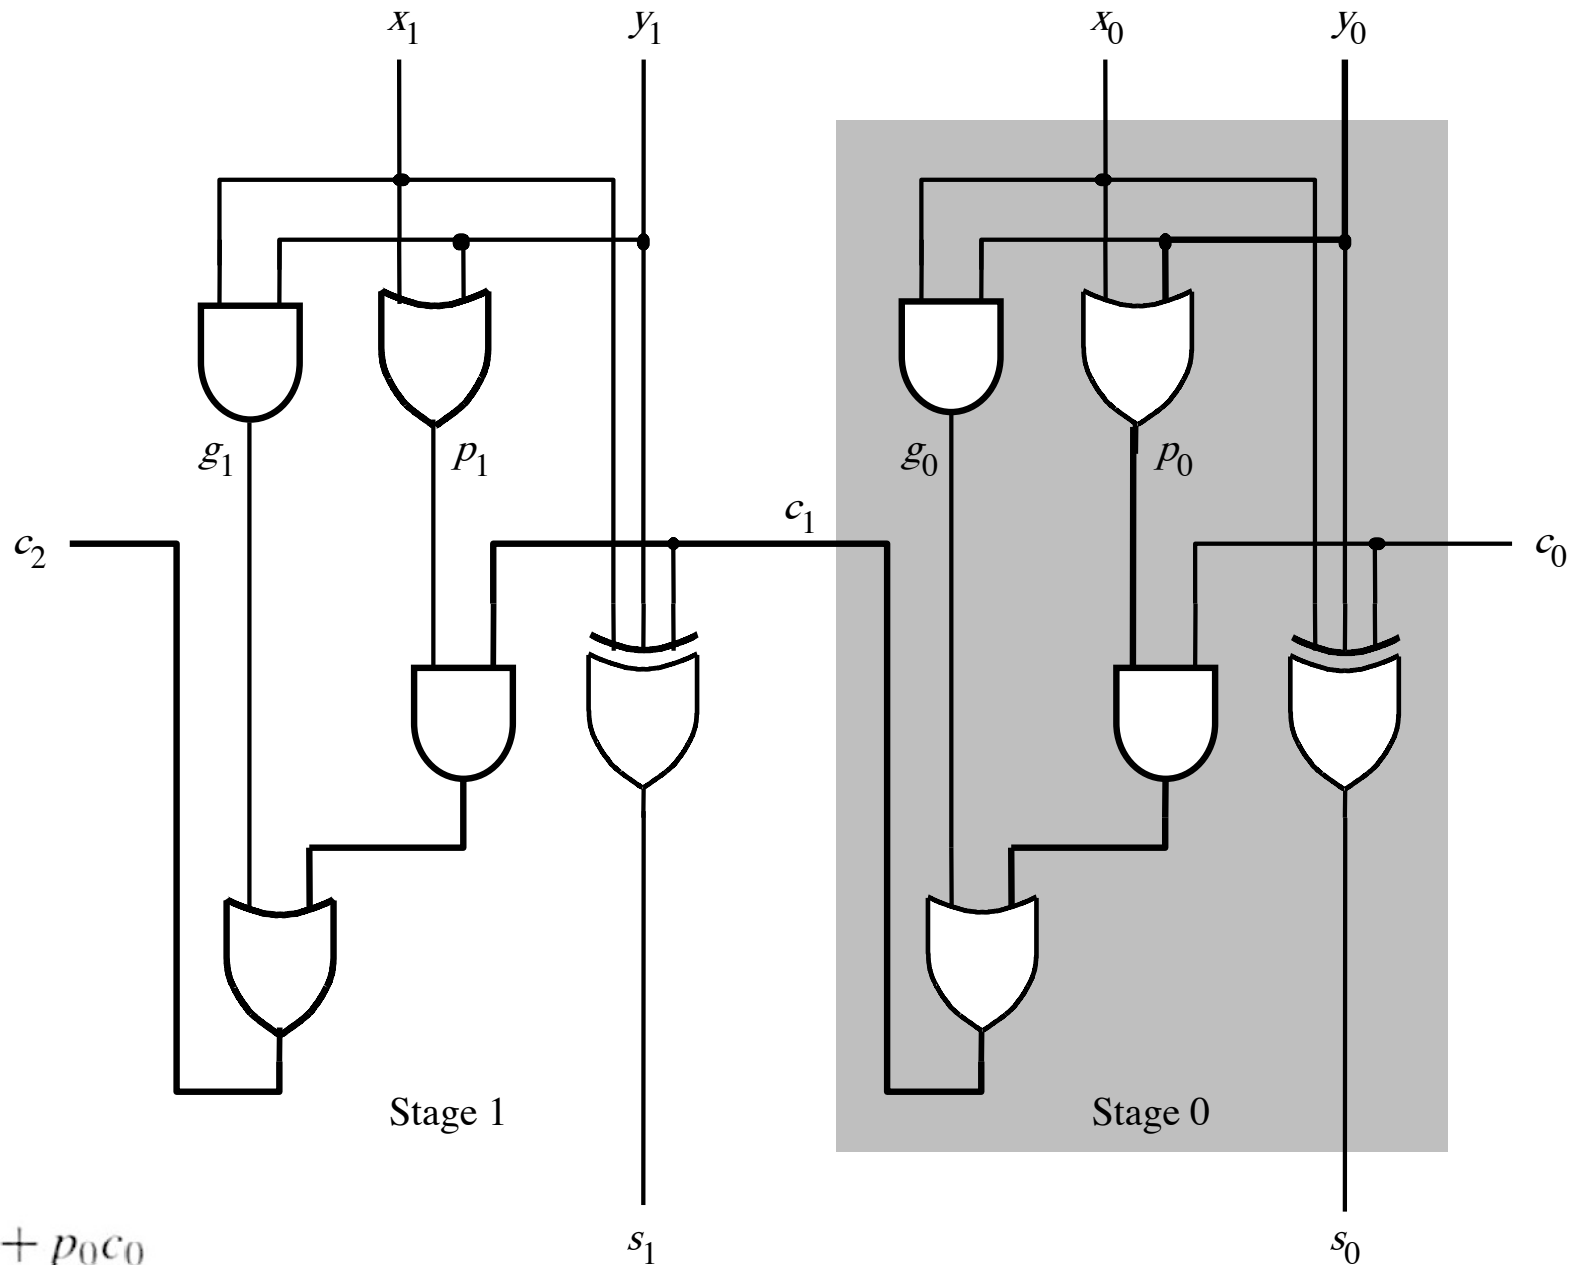 x₁ y₁ x₀ y₀
g₁ p₁ g₀ p₀
c₁
c₂ c₀
Stage 1 Stage 0
s₁ s₀
+ p₀c₀